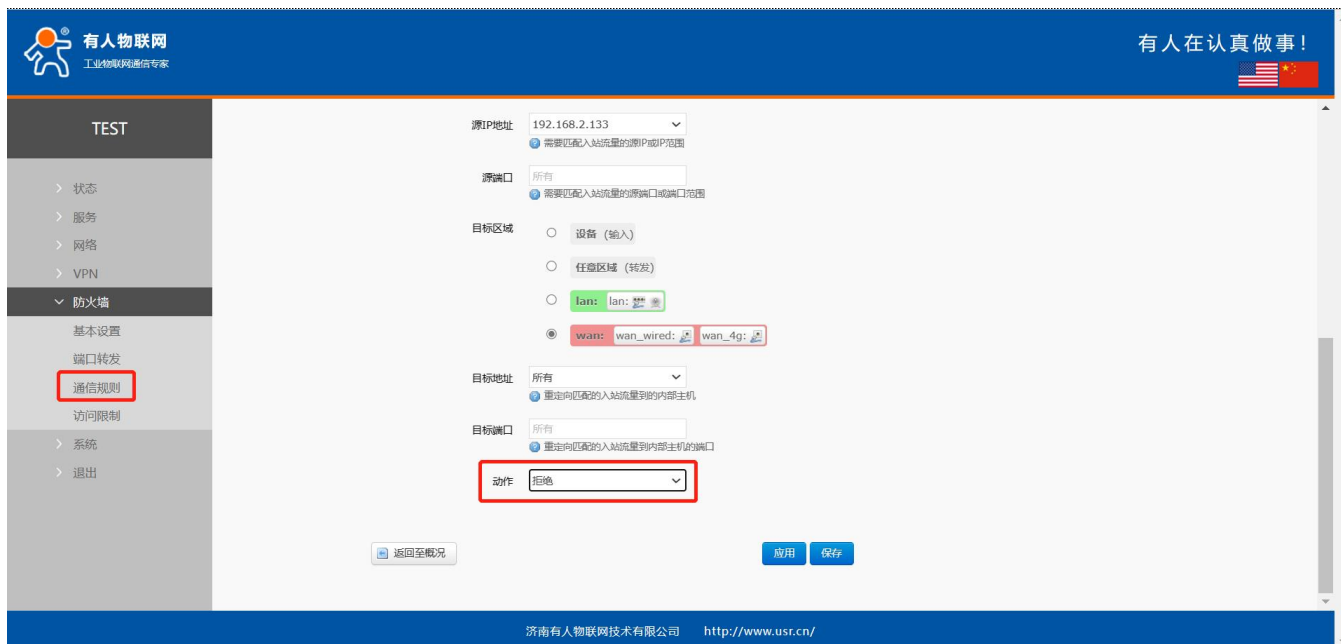 有人物联网
工业物联网通信专家
有人在认真做事!
TEST
状态
服务
网络
VPN
防火墙
基本设置
端口转发
通信规则
访问限制
系统
退出
源IP地址 192.168.2.133
需要匹配入站流量的源IP或IP范围
源端口 所有
需要匹配入站流量的源端口或端口范围
目标区域 设备 (输入)
任意区域 (转发)
lan: lan:
wan: wan_wired: wan_4g:
目标地址 所有
重定向匹配的入站流量到的内部主机
目标端口 所有
重定向匹配的入站流量到内部主机的端口
动作 拒绝
返回至概况 应用 保存
济南有人物联网技术有限公司 http://www.usr.cn/